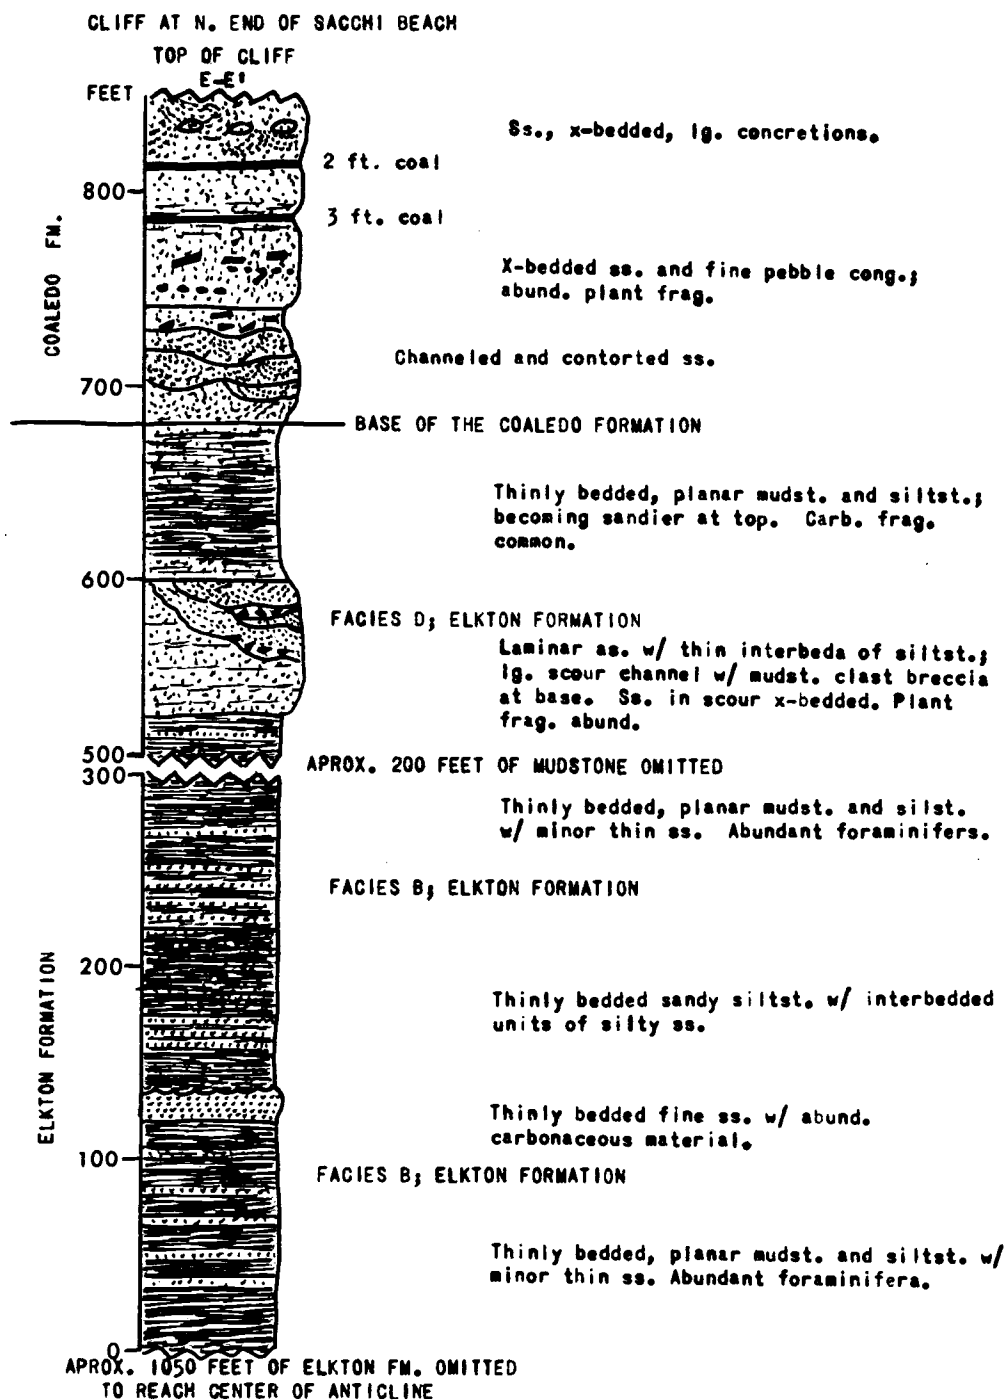 CLIFF AT N. END OF SACCHI BEACH
TOP OF CLIFF
E-E'
FEET
Ss., x-bedded, lg. concretions.
2 ft. coal
800
3 ft. coal
COALEDO FM.
X-bedded ss. and fine pebble cong.;
abund. plant frag.
Channeled and contorted ss.
700
BASE OF THE COALEDO FORMATION
Thinly bedded, planar mudst. and siltst.;
becoming sandier at top. Carb. frag.
common.
600
FACIES D; ELKTON FORMATION
Laminar as. w/ thin interbeda of siltst.;
lg. scour channel w/ mudst. clast breccia
at base. Ss. in scour x-bedded. Plant
frag. abund.
500
APROX. 200 FEET OF MUDSTONE OMITTED
300
Thinly bedded, planar mudst. and silst.
w/ minor thin ss. Abundant foraminifers.
FACIES B; ELKTON FORMATION
200
ELKTON FORMATION
Thinly bedded sandy siltst. w/ interbedded
units of silty ss.
Thinly bedded fine ss. w/ abund.
carbonaceous material.
100
FACIES B; ELKTON FORMATION
Thinly bedded, planar mudst. and siltst. w/
minor thin ss. Abundant foraminifera.
0
APROX. 1050 FEET OF ELKTON FM. OMITTED
TO REACH CENTER OF ANTICLINE